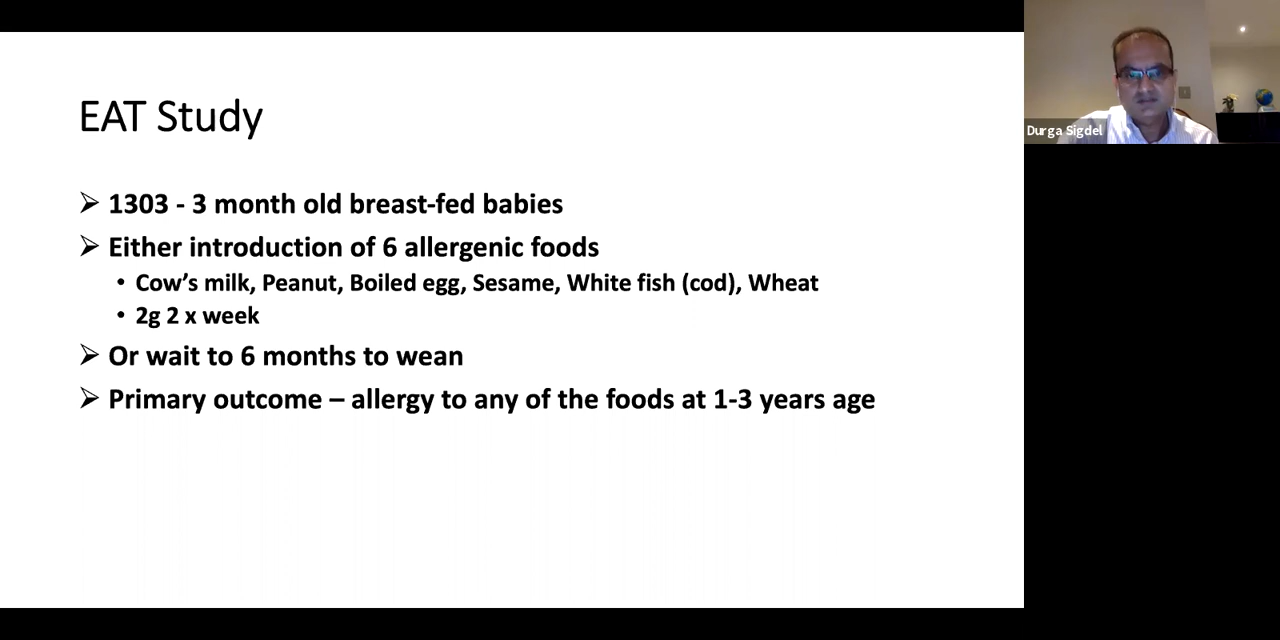 EAT Study
➢ 1303 - 3 month old breast-fed babies
➢ Either introduction of 6 allergenic foods
• Cow’s milk, Peanut, Boiled egg, Sesame, White fish (cod), Wheat
• 2g 2 x week
➢ Or wait to 6 months to wean
➢ Primary outcome – allergy to any of the foods at 1-3 years age
Durga Sigdel